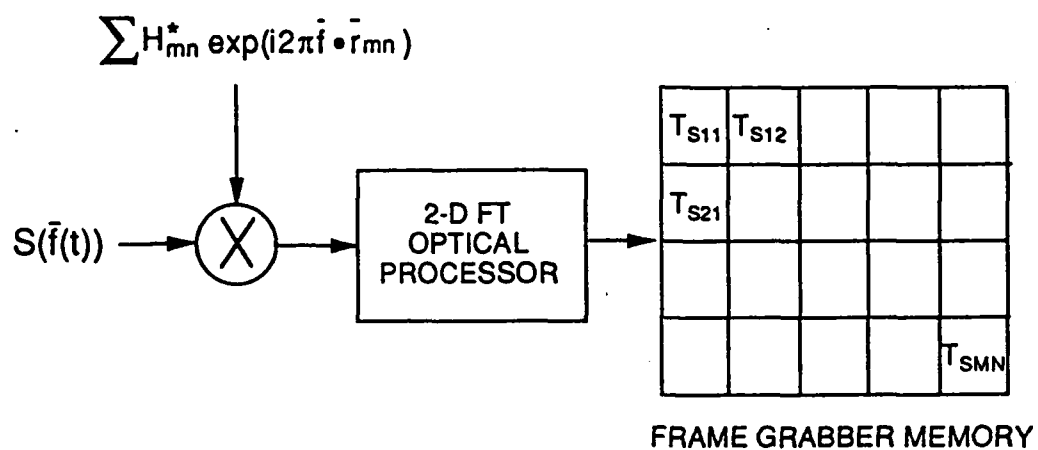 ∑ H*mn exp(i2πf̄ • r̄mn)
S(f̄(t))
X
2-D FT
OPTICAL
PROCESSOR
TS11 TS12
TS21
TSMN
FRAME GRABBER MEMORY